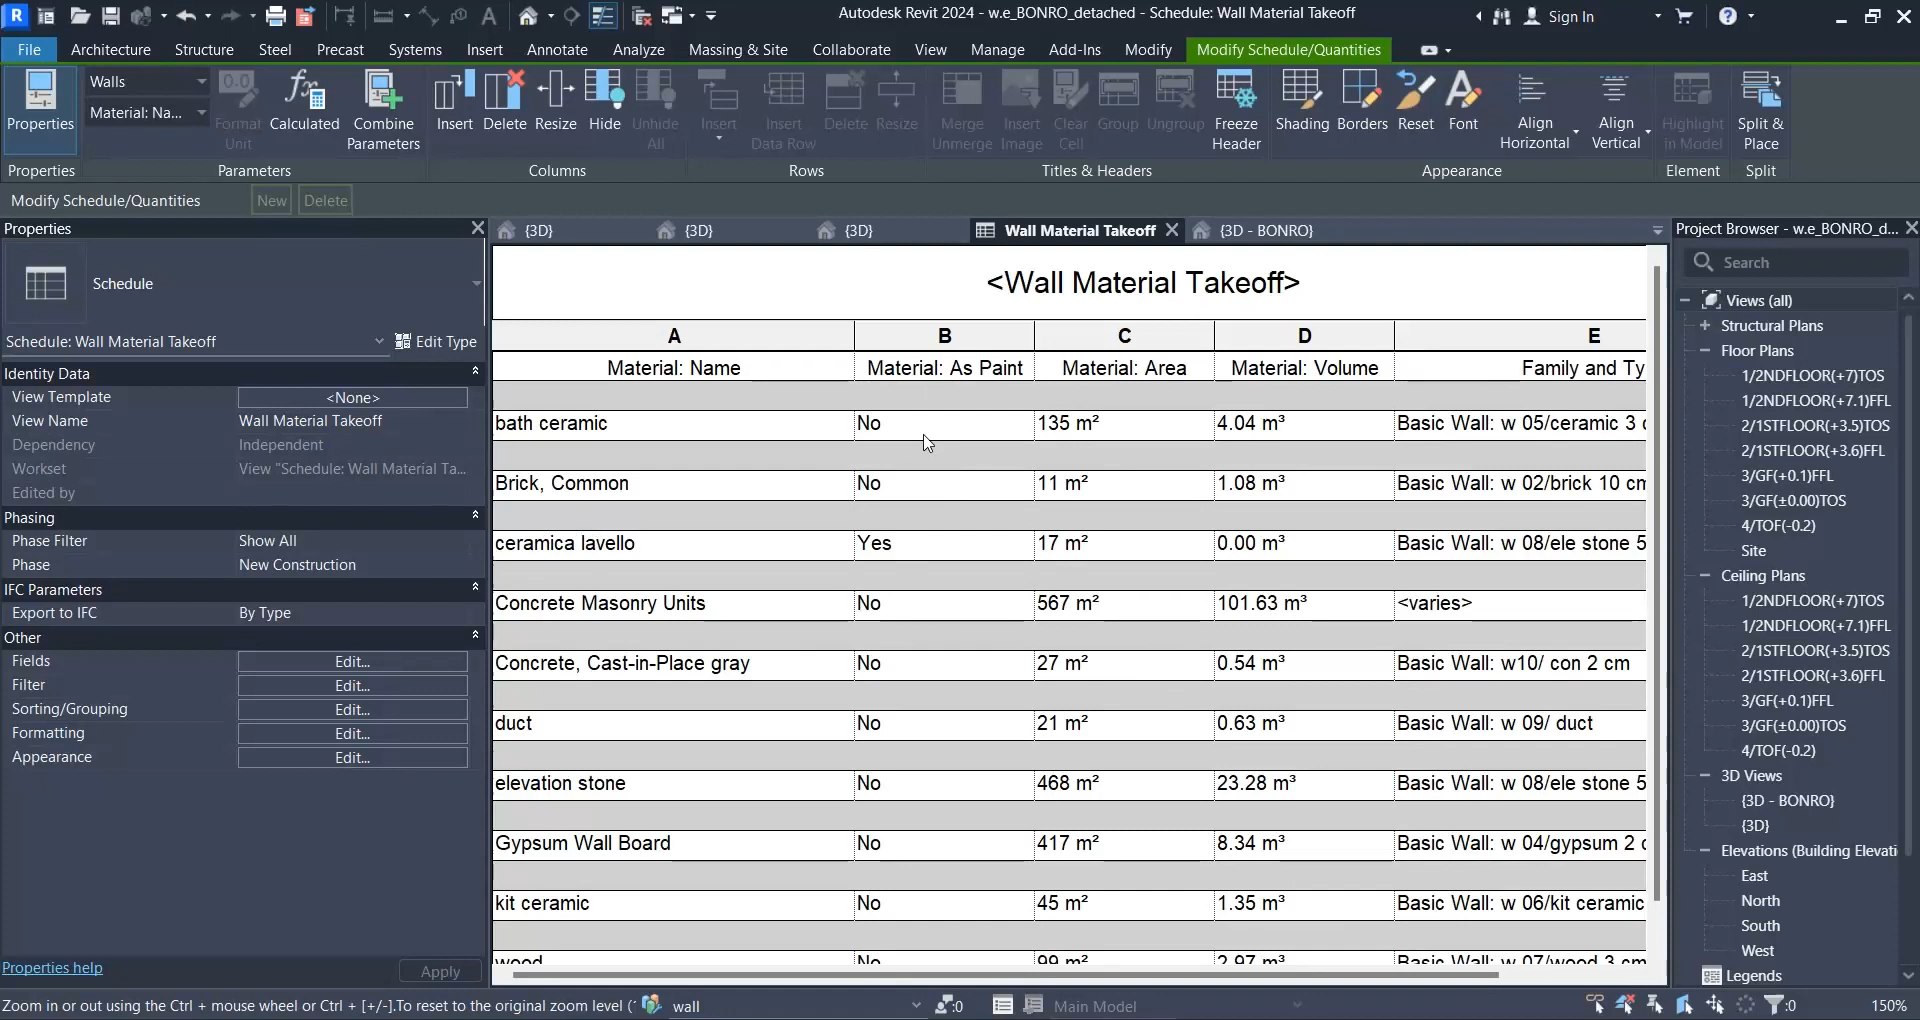 Autodesk Revit 2024 - w.e_BONRO_detached - Schedule: Wall Material Takeoff
Sign In
File Architecture Structure Steel Precast Systems Insert Annotate Analyze Massing & Site Collaborate View Manage Add-Ins Modify Modify Schedule/Quantities
Properties
Walls
Material: Na...
Format Unit
Calculated
Combine Parameters
Insert Delete Resize Hide Unhide All
Insert
Insert Data Row
Delete Resize
Merge Unmerge
Insert Image
Clear Cell
Group Ungroup
Freeze Header
Shading Borders Reset Font
Align Horizontal
Align Vertical
Highlight in Model
Split & Place
Properties Parameters Columns Rows Titles & Headers Appearance Element Split
Modify Schedule/Quantities New Delete
Properties
Schedule
Schedule: Wall Material Takeoff Edit Type
Identity Data
View Template <None>
View Name Wall Material Takeoff
Dependency Independent
Workset View "Schedule: Wall Material Ta...
Edited by
Phasing
Phase Filter Show All
Phase New Construction
IFC Parameters
Export to IFC By Type
Other
Fields Edit...
Filter Edit...
Sorting/Grouping Edit...
Formatting Edit...
Appearance Edit...
Properties help Apply
{3D} {3D} {3D} Wall Material Takeoff {3D - BONRO}
<Wall Material Takeoff>
A B C D E
Material: Name Material: As Paint Material: Area Material: Volume Family and Ty
bath ceramic No 135 m² 4.04 m³ Basic Wall: w 05/ceramic 3 c
Brick, Common No 11 m² 1.08 m³ Basic Wall: w 02/brick 10 cm
ceramica lavello Yes 17 m² 0.00 m³ Basic Wall: w 08/ele stone 5
Concrete Masonry Units No 567 m² 101.63 m³ <varies>
Concrete, Cast-in-Place gray No 27 m² 0.54 m³ Basic Wall: w10/ con 2 cm
duct No 21 m² 0.63 m³ Basic Wall: w 09/ duct
elevation stone No 468 m² 23.28 m³ Basic Wall: w 08/ele stone 5
Gypsum Wall Board No 417 m² 8.34 m³ Basic Wall: w 04/gypsum 2 c
kit ceramic No 45 m² 1.35 m³ Basic Wall: w 06/kit ceramic
wood No 99 m² 2.97 m³ Basic Wall: w 07/wood 3 cm
Project Browser - w.e_BONRO_d...
Search
Views (all)
Structural Plans
Floor Plans
1/2NDFLOOR(+7)TOS
1/2NDFLOOR(+7.1)FFL
2/1STFLOOR(+3.5)TOS
2/1STFLOOR(+3.6)FFL
3/GF(+0.1)FFL
3/GF(±0.00)TOS
4/TOF(-0.2)
Site
Ceiling Plans
1/2NDFLOOR(+7)TOS
1/2NDFLOOR(+7.1)FFL
2/1STFLOOR(+3.5)TOS
2/1STFLOOR(+3.6)FFL
3/GF(+0.1)FFL
3/GF(±0.00)TOS
4/TOF(-0.2)
3D Views
{3D - BONRO}
{3D}
Elevations (Building Elevati
East
North
South
West
Legends
Zoom in or out using the Ctrl + mouse wheel or Ctrl + [+/-].To reset to the original zoom level (' wall :0 Main Model :0 150%